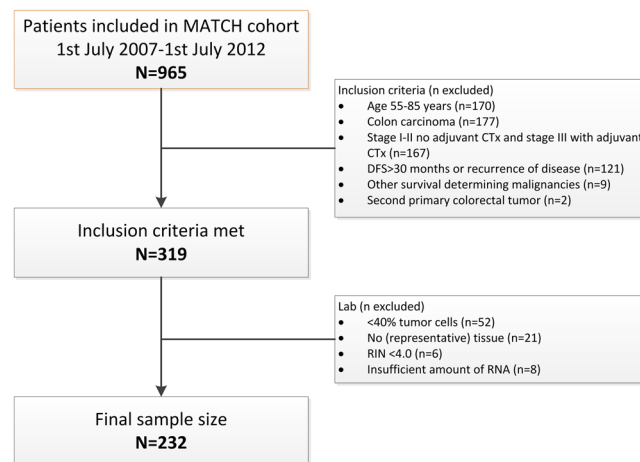 Patients included in MATCH cohort
1st July 2007-1st July 2012
N=965
Inclusion criteria (n excluded)
• Age 55-85 years (n=170)
• Colon carcinoma (n=177)
• Stage I-II no adjuvant CTx and stage III with adjuvant
CTx (n=167)
• DFS>30 months or recurrence of disease (n=121)
• Other survival determining malignancies (n=9)
• Second primary colorectal tumor (n=2)
Inclusion criteria met
N=319
Lab (n excluded)
• <40% tumor cells (n=52)
• No (representative) tissue (n=21)
• RIN <4.0 (n=6)
• Insufficient amount of RNA (n=8)
Final sample size
N=232